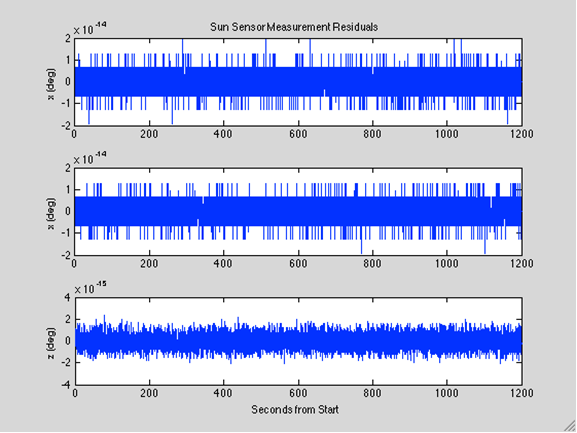 Sun Sensor Measurement Residuals
x 10^-14
x (deg)
2
1
0
-1
-2
0 200 400 600 800 1000 1200
x 10^-14
x (deg)
2
1
0
-1
-2
0 200 400 600 800 1000 1200
x 10^-15
z (deg)
4
2
0
-2
-4
0 200 400 600 800 1000 1200
Seconds from Start